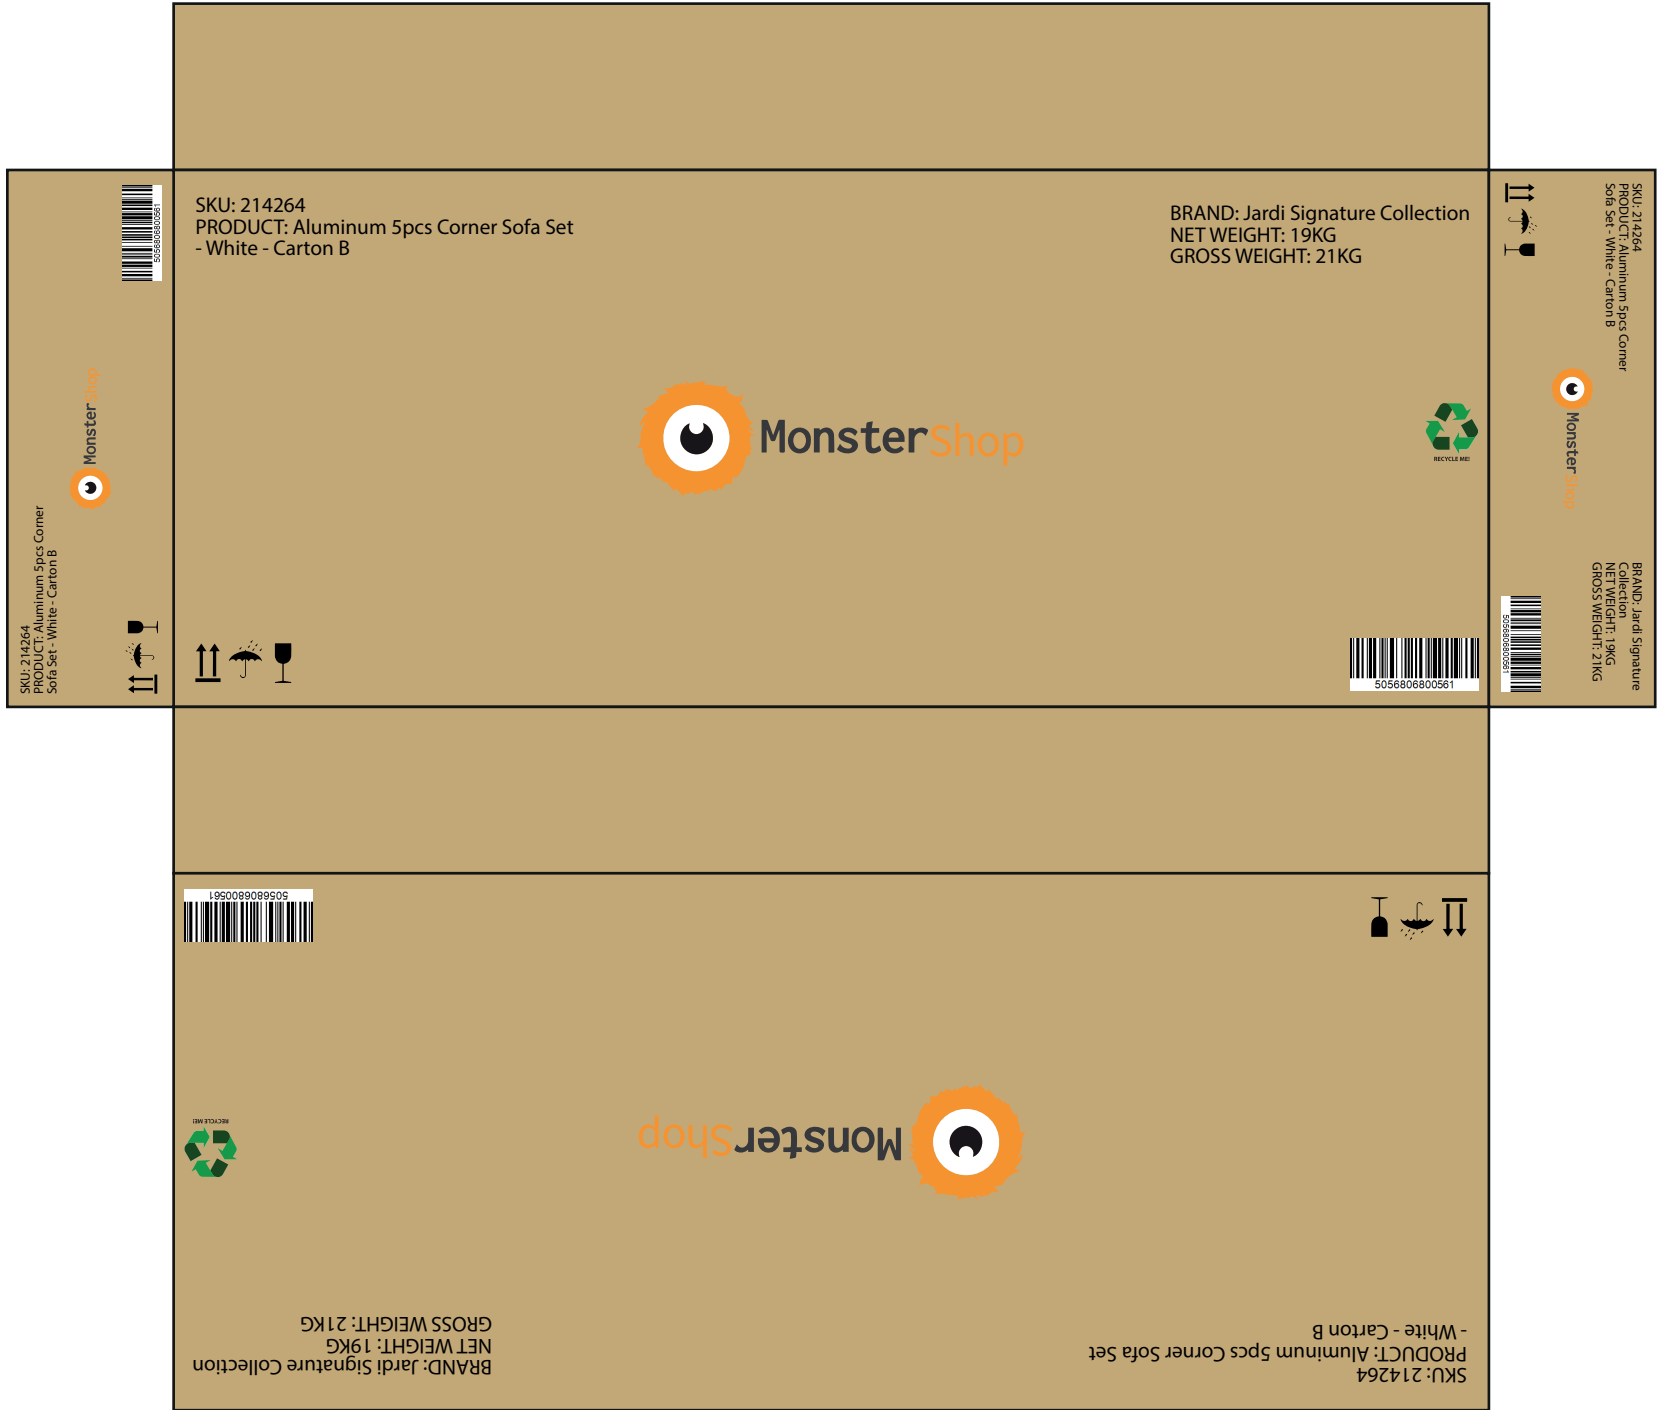 SKU: 214264
PRODUCT: Aluminum 5pcs Corner Sofa Set
- White - Carton B
BRAND: Jardi Signature Collection
NET WEIGHT: 19KG
GROSS WEIGHT: 21KG
MonsterShop
RECYCLE ME!
5056806800561
5056806800561
MonsterShop
SKU: 214264
PRODUCT: Aluminum 5pcs Corner
Sofa Set - White - Carton B
SKU: 214264
PRODUCT: Aluminum 5pcs Corner
Sofa Set - White - Carton B
MonsterShop
BRAND: Jardi Signature
Collection
NET WEIGHT: 19KG
GROSS WEIGHT: 21KG
5056806800561
SKU: 214264
PRODUCT: Aluminum 5pcs Corner Sofa Set
- White - Carton B
BRAND: Jardi Signature Collection
NET WEIGHT: 19KG
GROSS WEIGHT: 21KG
MonsterShop
RECYCLE ME!
5056806800561